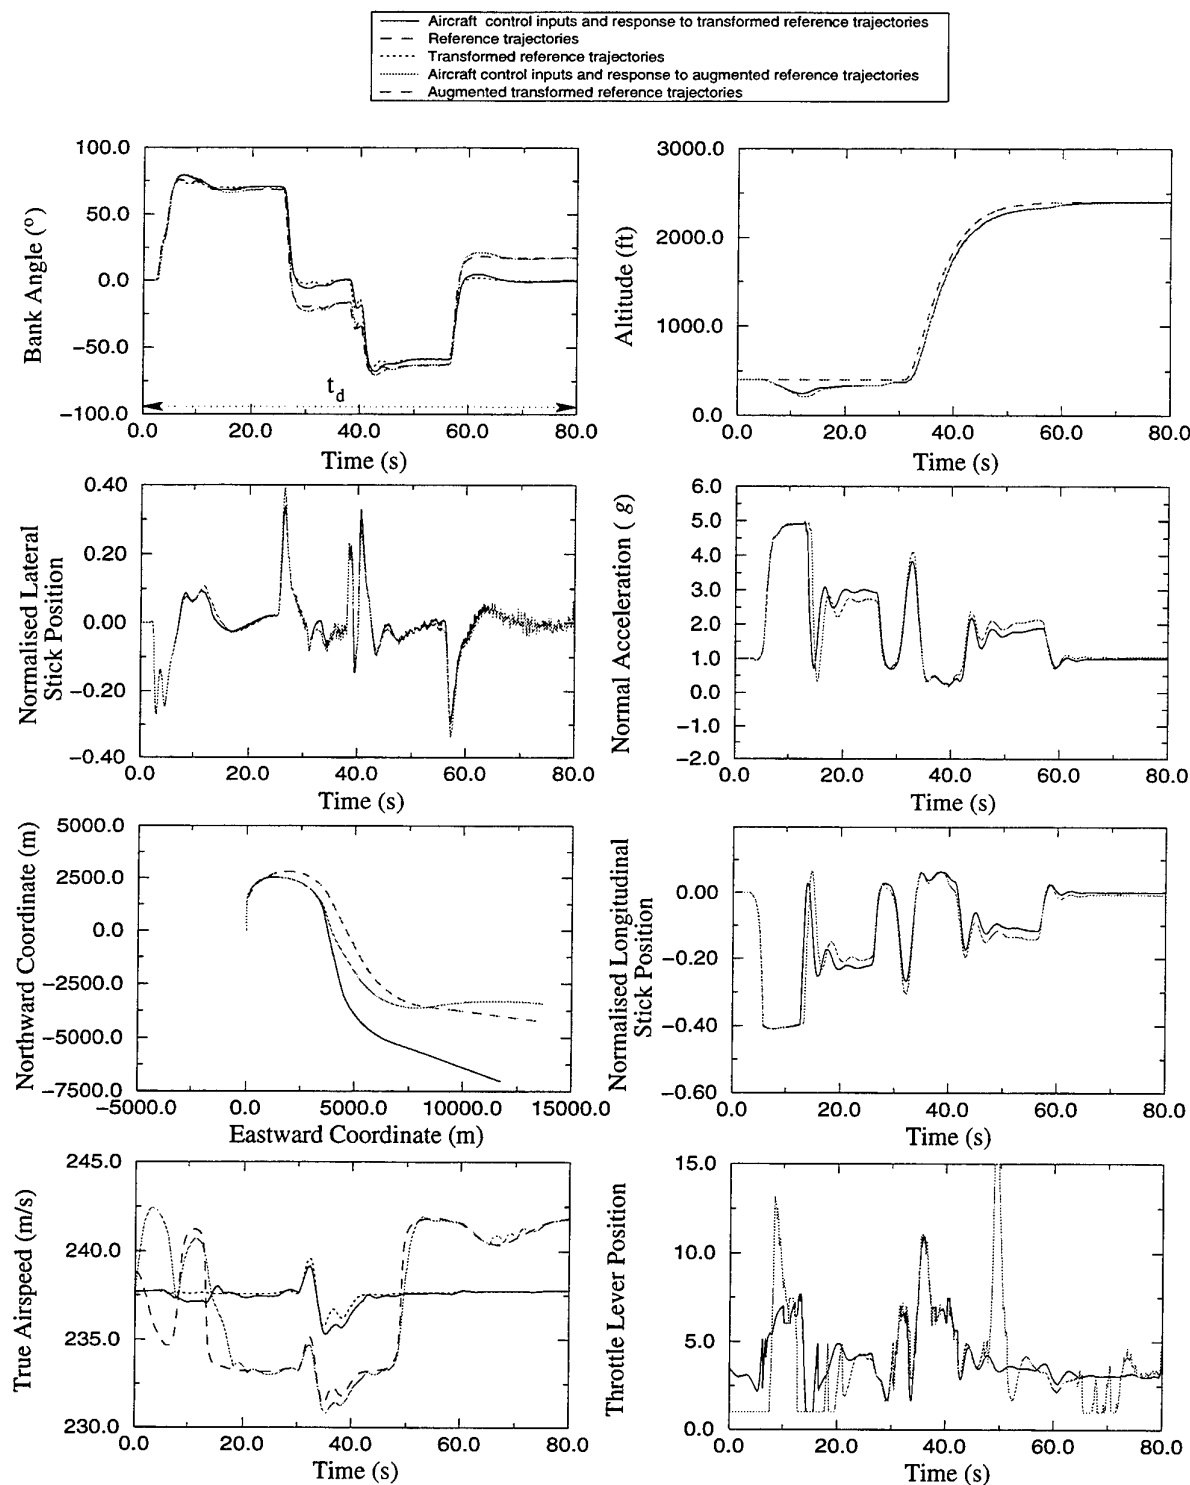 Aircraft control inputs and response to transformed reference trajectories
Reference trajectories
Transformed reference trajectories
Aircraft control inputs and response to augmented reference trajectories
Augmented transformed reference trajectories
100.0
50.0
0.0
−50.0
−100.0
Bank Angle (°)
t_d
0.0 20.0 40.0 60.0 80.0
Time (s)
3000.0
2000.0
1000.0
0.0
Altitude (ft)
0.0 20.0 40.0 60.0 80.0
Time (s)
0.40
0.20
0.00
−0.20
−0.40
Normalised Lateral
Stick Position
0.0 20.0 40.0 60.0 80.0
Time (s)
6.0
5.0
4.0
3.0
2.0
1.0
0.0
−1.0
−2.0
Normal Acceleration ( g)
0.0 20.0 40.0 60.0 80.0
Time (s)
5000.0
2500.0
0.0
−2500.0
−5000.0
−7500.0
Northward Coordinate (m)
−5000.0 0.0 5000.0 10000.0 15000.0
Eastward Coordinate (m)
0.00
−0.20
−0.40
−0.60
Normalised Longitudinal
Stick Position
0.0 20.0 40.0 60.0 80.0
Time (s)
245.0
240.0
235.0
230.0
True Airspeed (m/s)
0.0 20.0 40.0 60.0 80.0
Time (s)
15.0
10.0
5.0
0.0
Throttle Lever Position
0.0 20.0 40.0 60.0 80.0
Time (s)